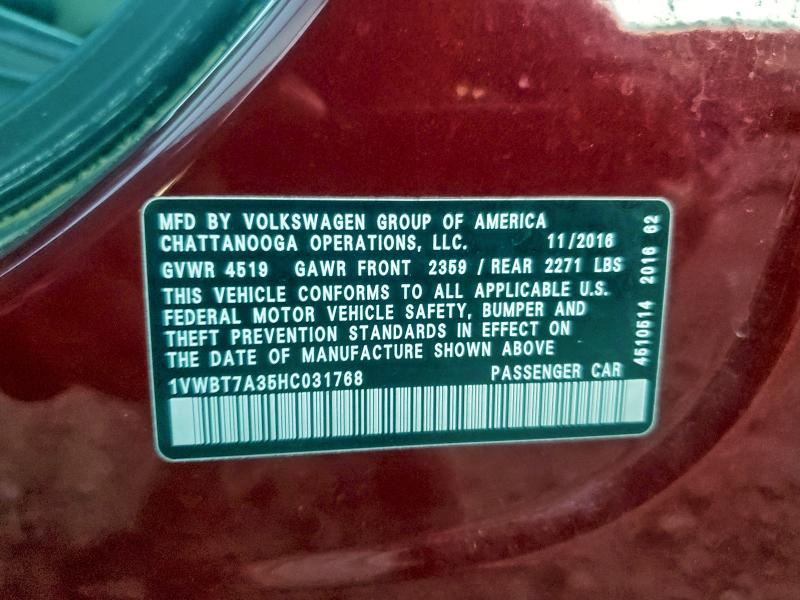 MFD BY VOLKSWAGEN GROUP OF AMERICA
CHATTANOOGA OPERATIONS, LLC. 11/2016
GVWR 4519 GAWR FRONT 2359 / REAR 2271 LBS
THIS VEHICLE CONFORMS TO ALL APPLICABLE U.S.
FEDERAL MOTOR VEHICLE SAFETY, BUMPER AND
THEFT PREVENTION STANDARDS IN EFFECT ON
THE DATE OF MANUFACTURE SHOWN ABOVE
1VWBT7A35HC031768 PASSENGER CAR
4510514 2016 62